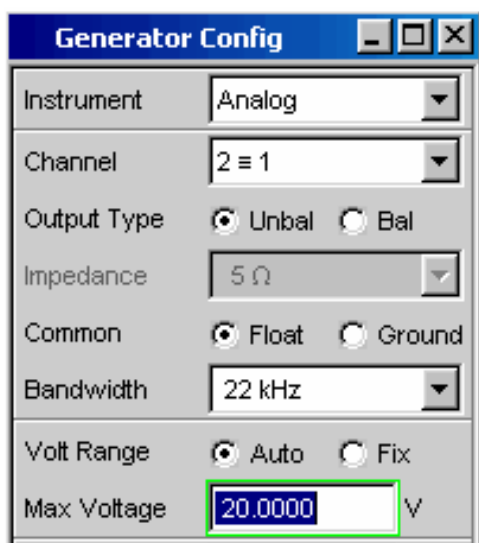 Generator Config
Instrument Analog
Channel 2 ≡ 1
Output Type Unbal Bal
Impedance 5 Ω
Common Float Ground
Bandwidth 22 kHz
Volt Range Auto Fix
Max Voltage 20.0000 V